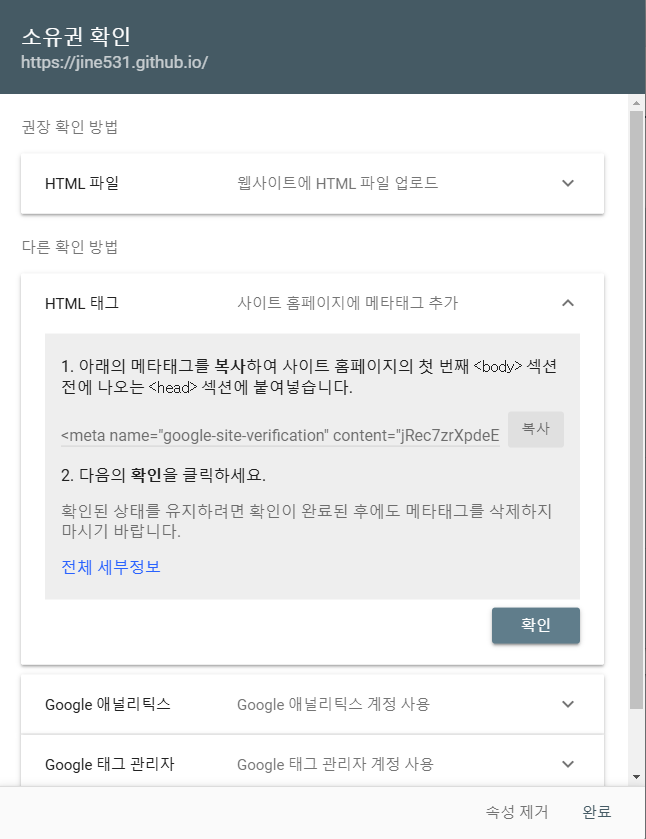 소유권 확인
https://jine531.github.io/
권장 확인 방법
HTML 파일 웹사이트에 HTML 파일 업로드
다른 확인 방법
HTML 태그 사이트 홈페이지에 메타태그 추가
1. 아래의 메타태그를 복사하여 사이트 홈페이지의 첫 번째 <body> 섹션
전에 나오는 <head> 섹션에 붙여넣습니다.
<meta name="google-site-verification" content="jRec7zrXpdeE 복사
2. 다음의 확인을 클릭하세요.
확인된 상태를 유지하려면 확인이 완료된 후에도 메타태그를 삭제하지
마시기 바랍니다.
전체 세부정보
확인
Google 애널리틱스 Google 애널리틱스 계정 사용
Google 태그 관리자 Google 태그 관리자 계정 사용
속성 제거 완료